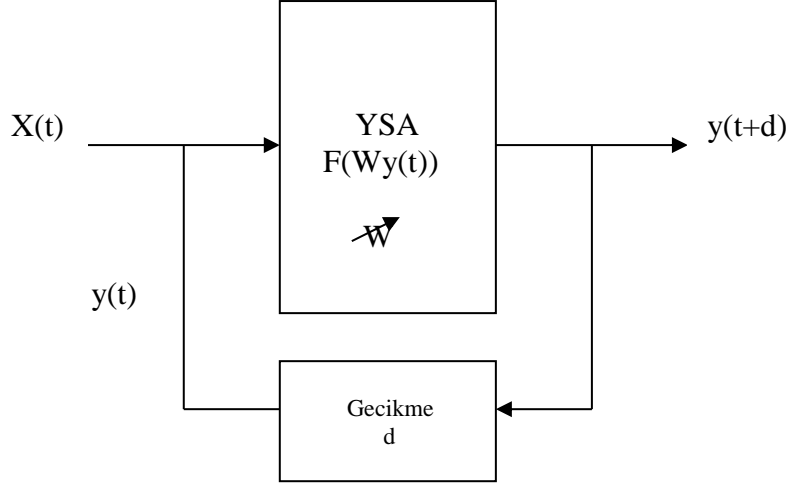 X(t)
YSA
F(Wy(t))
W
y(t+d)
y(t)
Gecikme
d